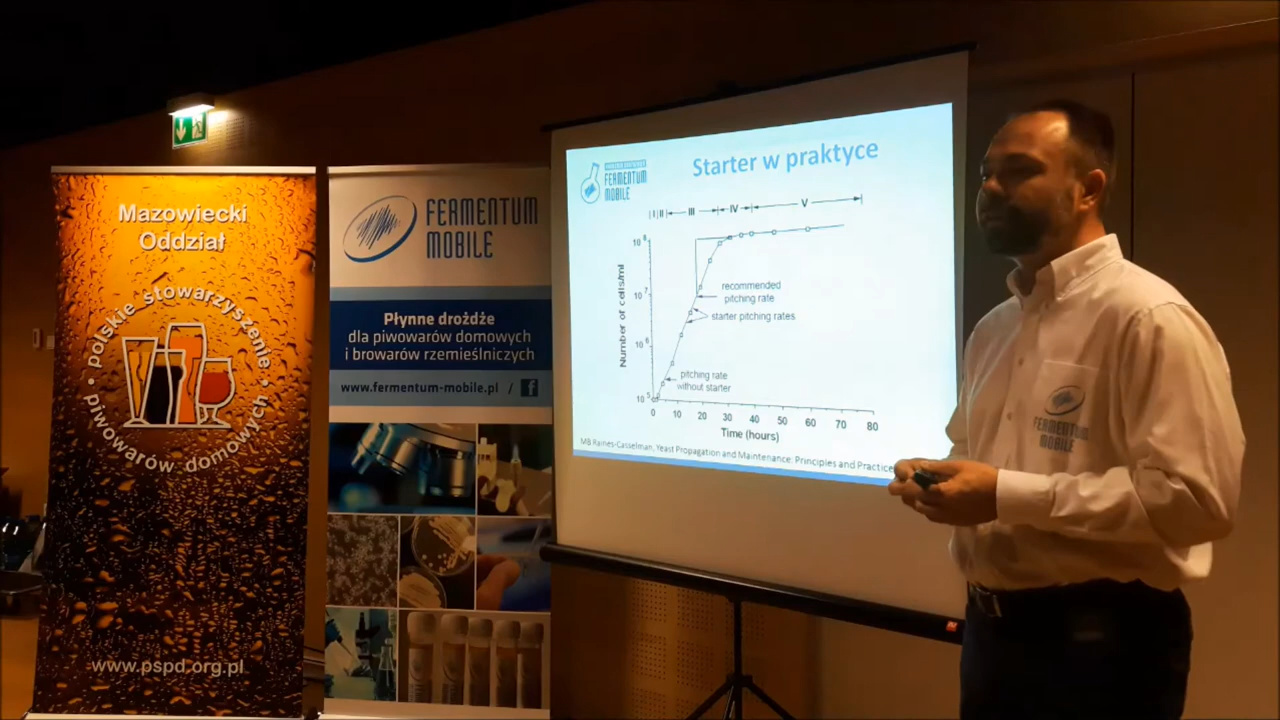 Mazowiecki
Oddział
polskie stowarzyszenie
piwowarów domowych
www.pspd.org.pl
FERMENTUM
MOBILE
Płynne drożdże
dla piwowarów domowych
i browarów rzemieślniczych
www.fermentum-mobile.pl / f
FERMENTUM
MOBILE
Starter w praktyce
I II III IV V
Number of cells/ml
10⁸
10⁷
10⁶
10⁵
recommended
pitching rate
starter pitching rates
pitching rate
without starter
0 10 20 30 40 50 60 70 80
Time (hours)
MB Raines-Casselman, Yeast Propagation and Maintenance: Principles and Practice
FERMENTUM
MOBILE